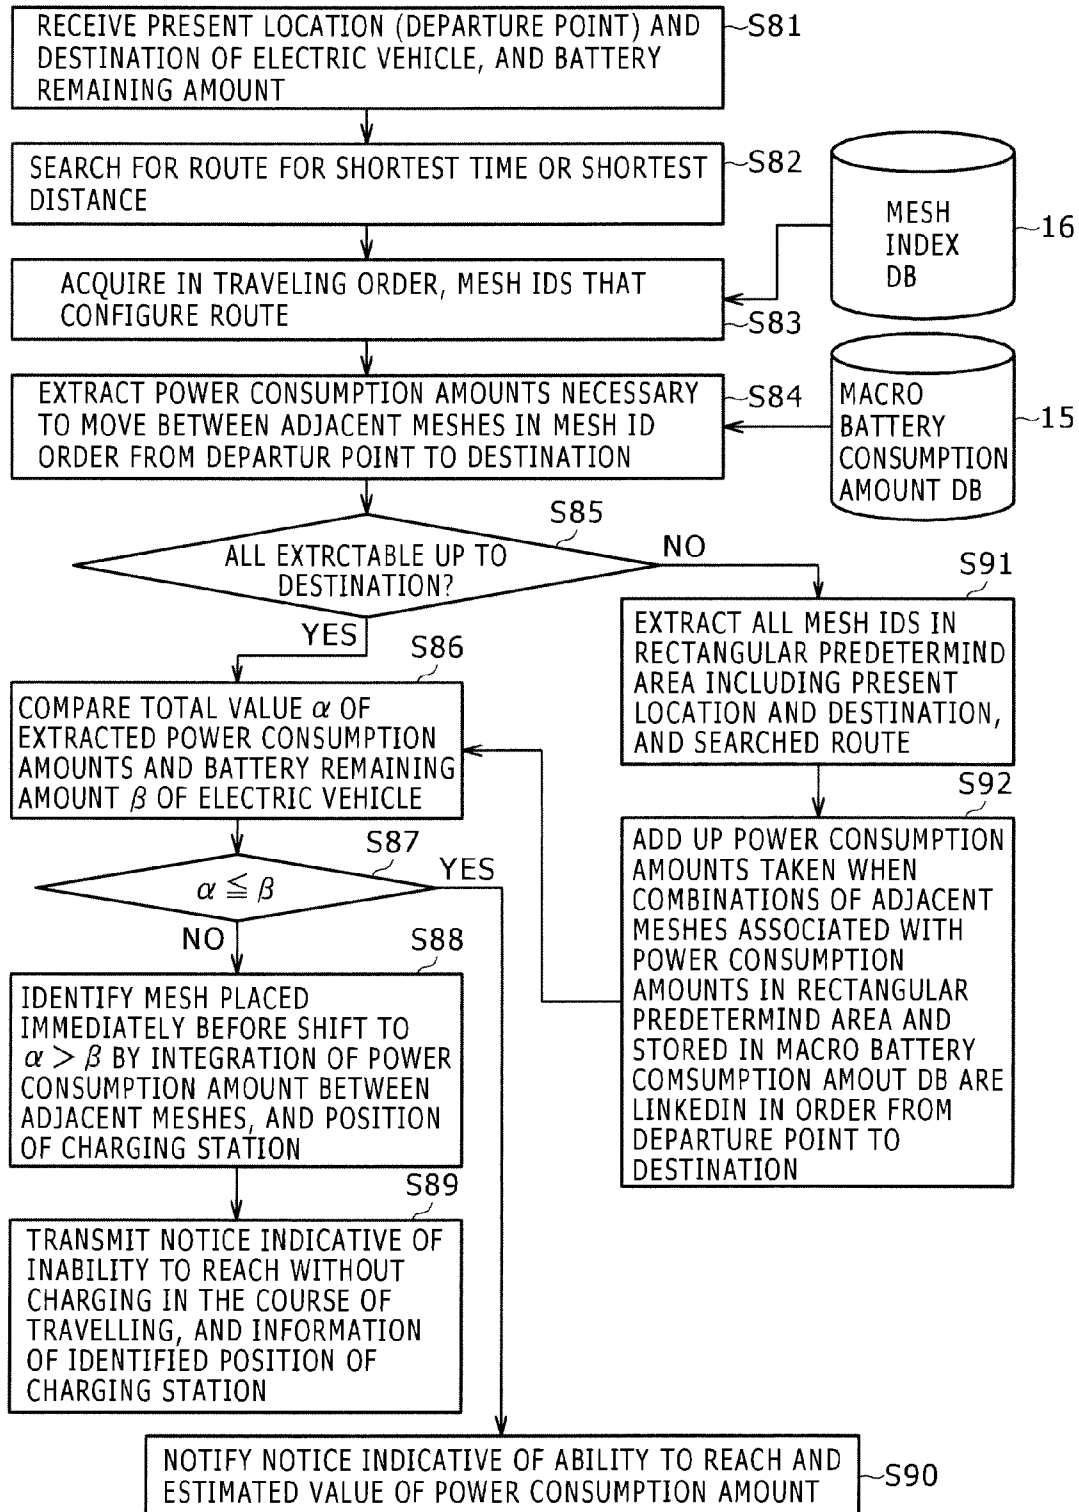 RECEIVE PRESENT LOCATION (DEPARTURE POINT) AND
DESTINATION OF ELECTRIC VEHICLE, AND BATTERY
REMAINING AMOUNT
S81
SEARCH FOR ROUTE FOR SHORTEST TIME OR SHORTEST
DISTANCE
S82
MESH
INDEX
DB
16
ACQUIRE IN TRAVELING ORDER, MESH IDS THAT
CONFIGURE ROUTE
S83
EXTRACT POWER CONSUMPTION AMOUNTS NECESSARY
TO MOVE BETWEEN ADJACENT MESHES IN MESH ID
ORDER FROM DEPARTUR POINT TO DESTINATION
S84
MACRO
BATTERY
CONSUMPTION
AMOUNT DB
15
S85
ALL EXTRCTABLE UP TO
DESTINATION?
NO
YES
S91
EXTRACT ALL MESH IDS IN
RECTANGULAR PREDETERMIND
AREA INCLUDING PRESENT
LOCATION AND DESTINATION,
AND SEARCHED ROUTE
S86
COMPARE TOTAL VALUE α OF
EXTRACTED POWER CONSUMPTION
AMOUNTS AND BATTERY REMAINING
AMOUNT β OF ELECTRIC VEHICLE
S92
ADD UP POWER CONSUMPTION
AMOUNTS TAKEN WHEN
COMBINATIONS OF ADJACENT
MESHES ASSOCIATED WITH
POWER CONSUMPTION
AMOUNTS IN RECTANGULAR
PREDETERMIND AREA AND
STORED IN MACRO BATTERY
COMSUMPTION AMOUT DB ARE
LINKEDIN IN ORDER FROM
DEPARTURE POINT TO
DESTINATION
S87
α ≦ β
YES
NO
S88
IDENTIFY MESH PLACED
IMMEDIATELY BEFORE SHIFT TO
α > β BY INTEGRATION OF POWER
CONSUMPTION AMOUNT BETWEEN
ADJACENT MESHES, AND POSITION
OF CHARGING STATION
S89
TRANSMIT NOTICE INDICATIVE OF
INABILITY TO REACH WITHOUT
CHARGING IN THE COURSE OF
TRAVELLING, AND INFORMATION
OF IDENTIFIED POSITION OF
CHARGING STATION
NOTIFY NOTICE INDICATIVE OF ABILITY TO REACH AND
ESTIMATED VALUE OF POWER CONSUMPTION AMOUNT
S90